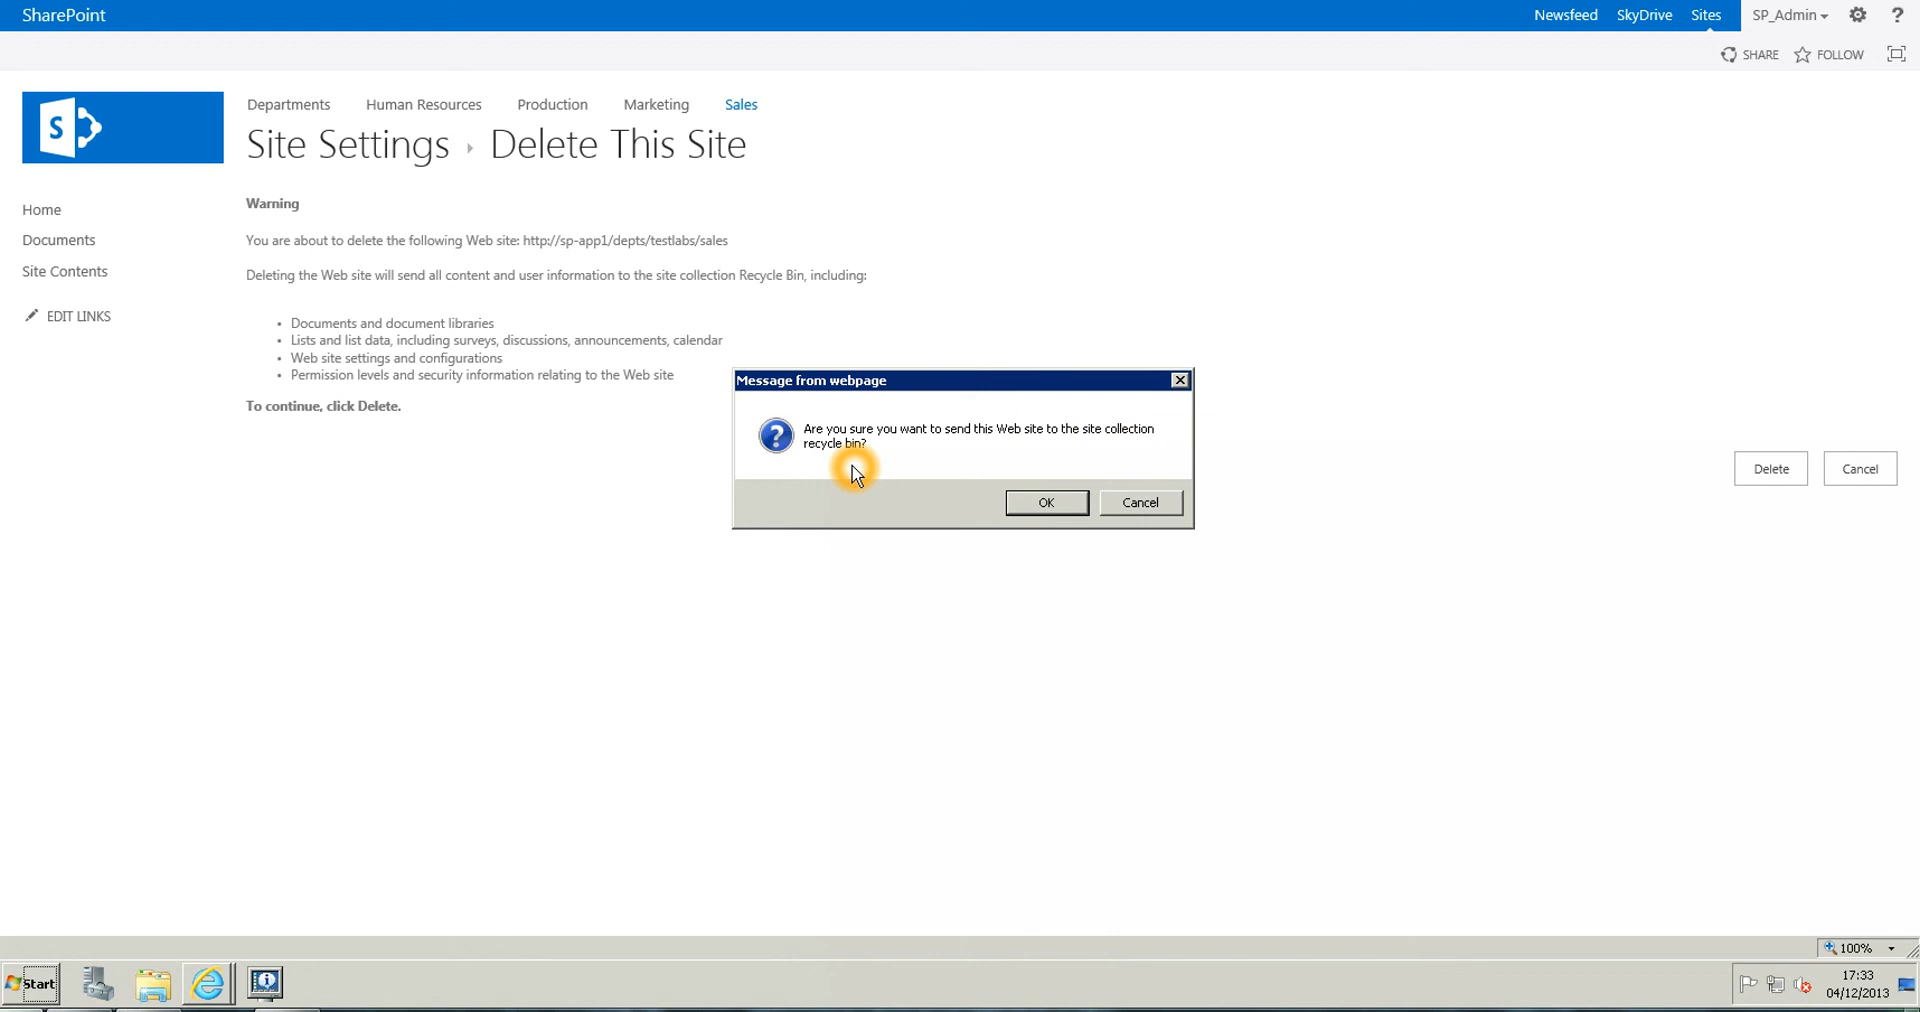 SharePoint
Newsfeed SkyDrive Sites SP_Admin ?
SHARE FOLLOW
S
Departments Human Resources Production Marketing Sales
Site Settings Delete This Site
Home
Documents
Site Contents
EDIT LINKS
Warning
You are about to delete the following Web site: http://sp-app1/depts/testlabs/sales
Deleting the Web site will send all content and user information to the site collection Recycle Bin, including:
• Documents and document libraries
• Lists and list data, including surveys, discussions, announcements, calendar
• Web site settings and configurations
• Permission levels and security information relating to the Web site
To continue, click Delete.
Message from webpage
Are you sure you want to send this Web site to the site collection
recycle bin?
OK Cancel
Delete Cancel
100%
Start
17:33
04/12/2013